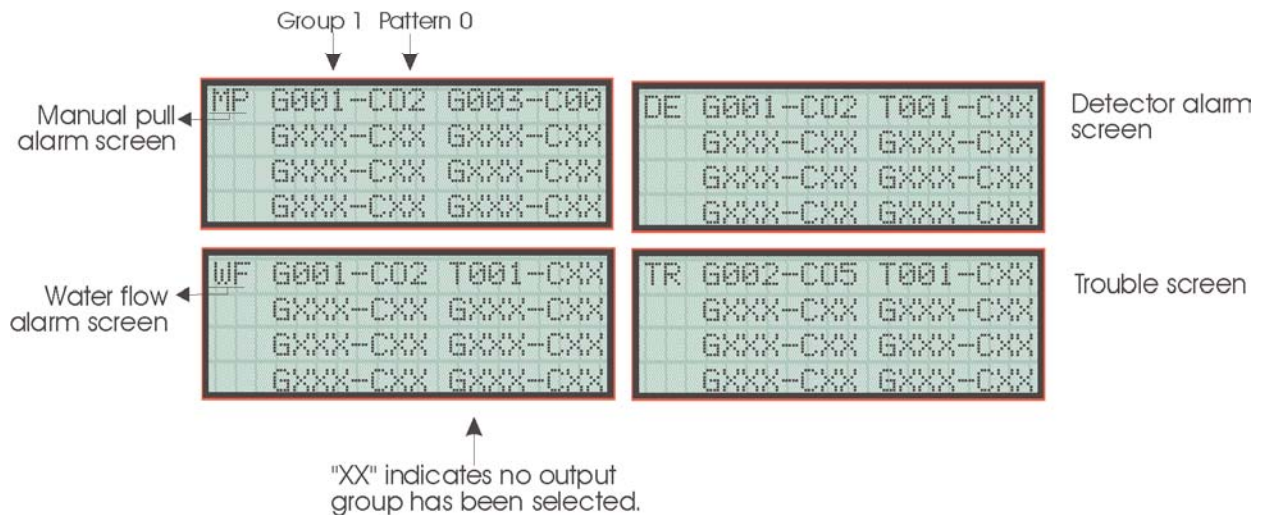 Group 1 Pattern 0
Manual pull
alarm screen
MP G001-C02 G003-C00
GXXX-CXX GXXX-CXX
GXXX-CXX GXXX-CXX
GXXX-CXX GXXX-CXX
DE G001-C02 T001-CXX
GXXX-CXX GXXX-CXX
GXXX-CXX GXXX-CXX
GXXX-CXX GXXX-CXX
Detector alarm
screen
Water flow
alarm screen
WF G001-C02 T001-CXX
GXXX-CXX GXXX-CXX
GXXX-CXX GXXX-CXX
GXXX-CXX GXXX-CXX
TR G002-C05 T001-CXX
GXXX-CXX GXXX-CXX
GXXX-CXX GXXX-CXX
GXXX-CXX GXXX-CXX
Trouble screen
"XX" indicates no output
group has been selected.